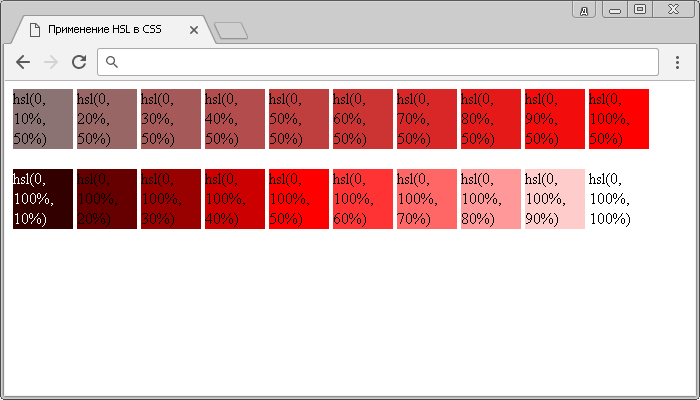 д
Применение HSL в CSS
hsl(0, 10%, 50%)
hsl(0, 20%, 50%)
hsl(0, 30%, 50%)
hsl(0, 40%, 50%)
hsl(0, 50%, 50%)
hsl(0, 60%, 50%)
hsl(0, 70%, 50%)
hsl(0, 80%, 50%)
hsl(0, 90%, 50%)
hsl(0, 100%, 50%)
hsl(0, 100%, 10%)
hsl(0, 100%, 20%)
hsl(0, 100%, 30%)
hsl(0, 100%, 40%)
hsl(0, 100%, 50%)
hsl(0, 100%, 60%)
hsl(0, 100%, 70%)
hsl(0, 100%, 80%)
hsl(0, 100%, 90%)
hsl(0, 100%, 100%)